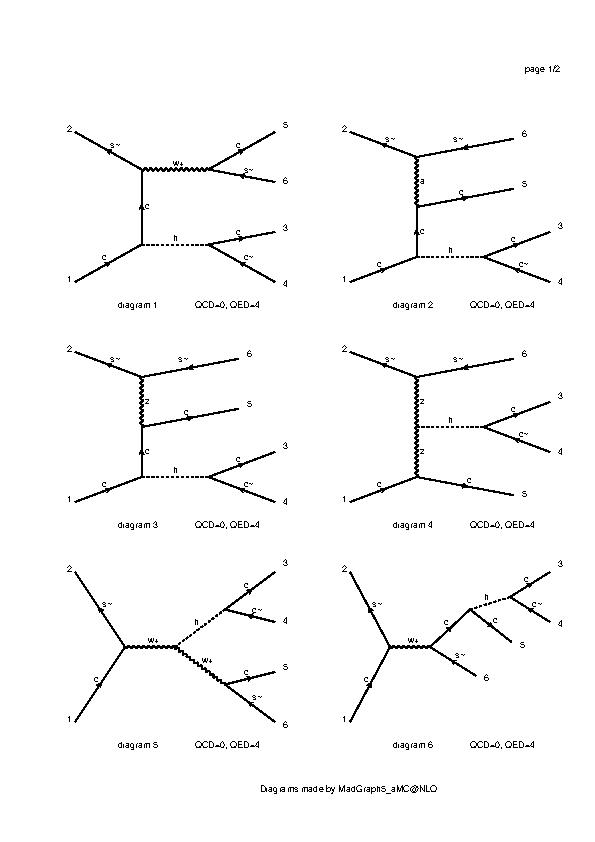 page 1/2
2 s~ w+ c 5
s~ 6
c
h c 3
1 c c~ 4
diagram 1 QCD=0, QED=4
2 s~ s~ 6
a
c 5
c
h c 3
1 c c~ 4
diagram 2 QCD=0, QED=4
2 s~ s~ 6
z
c 5
c
h c 3
1 c c~ 4
diagram 3 QCD=0, QED=4
2 s~ s~ 6
z
h c 3
c~ 4
z
1 c c 5
diagram 4 QCD=0, QED=4
2 s~ c 3
h c~ 4
w+
w+ c 5
1 c s~ 6
diagram 5 QCD=0, QED=4
2 s~ h c 3
c~ 4
c c 5
w+ s~ 6
1 c
diagram 6 QCD=0, QED=4
Diagrams made by MadGraph5_aMC@NLO